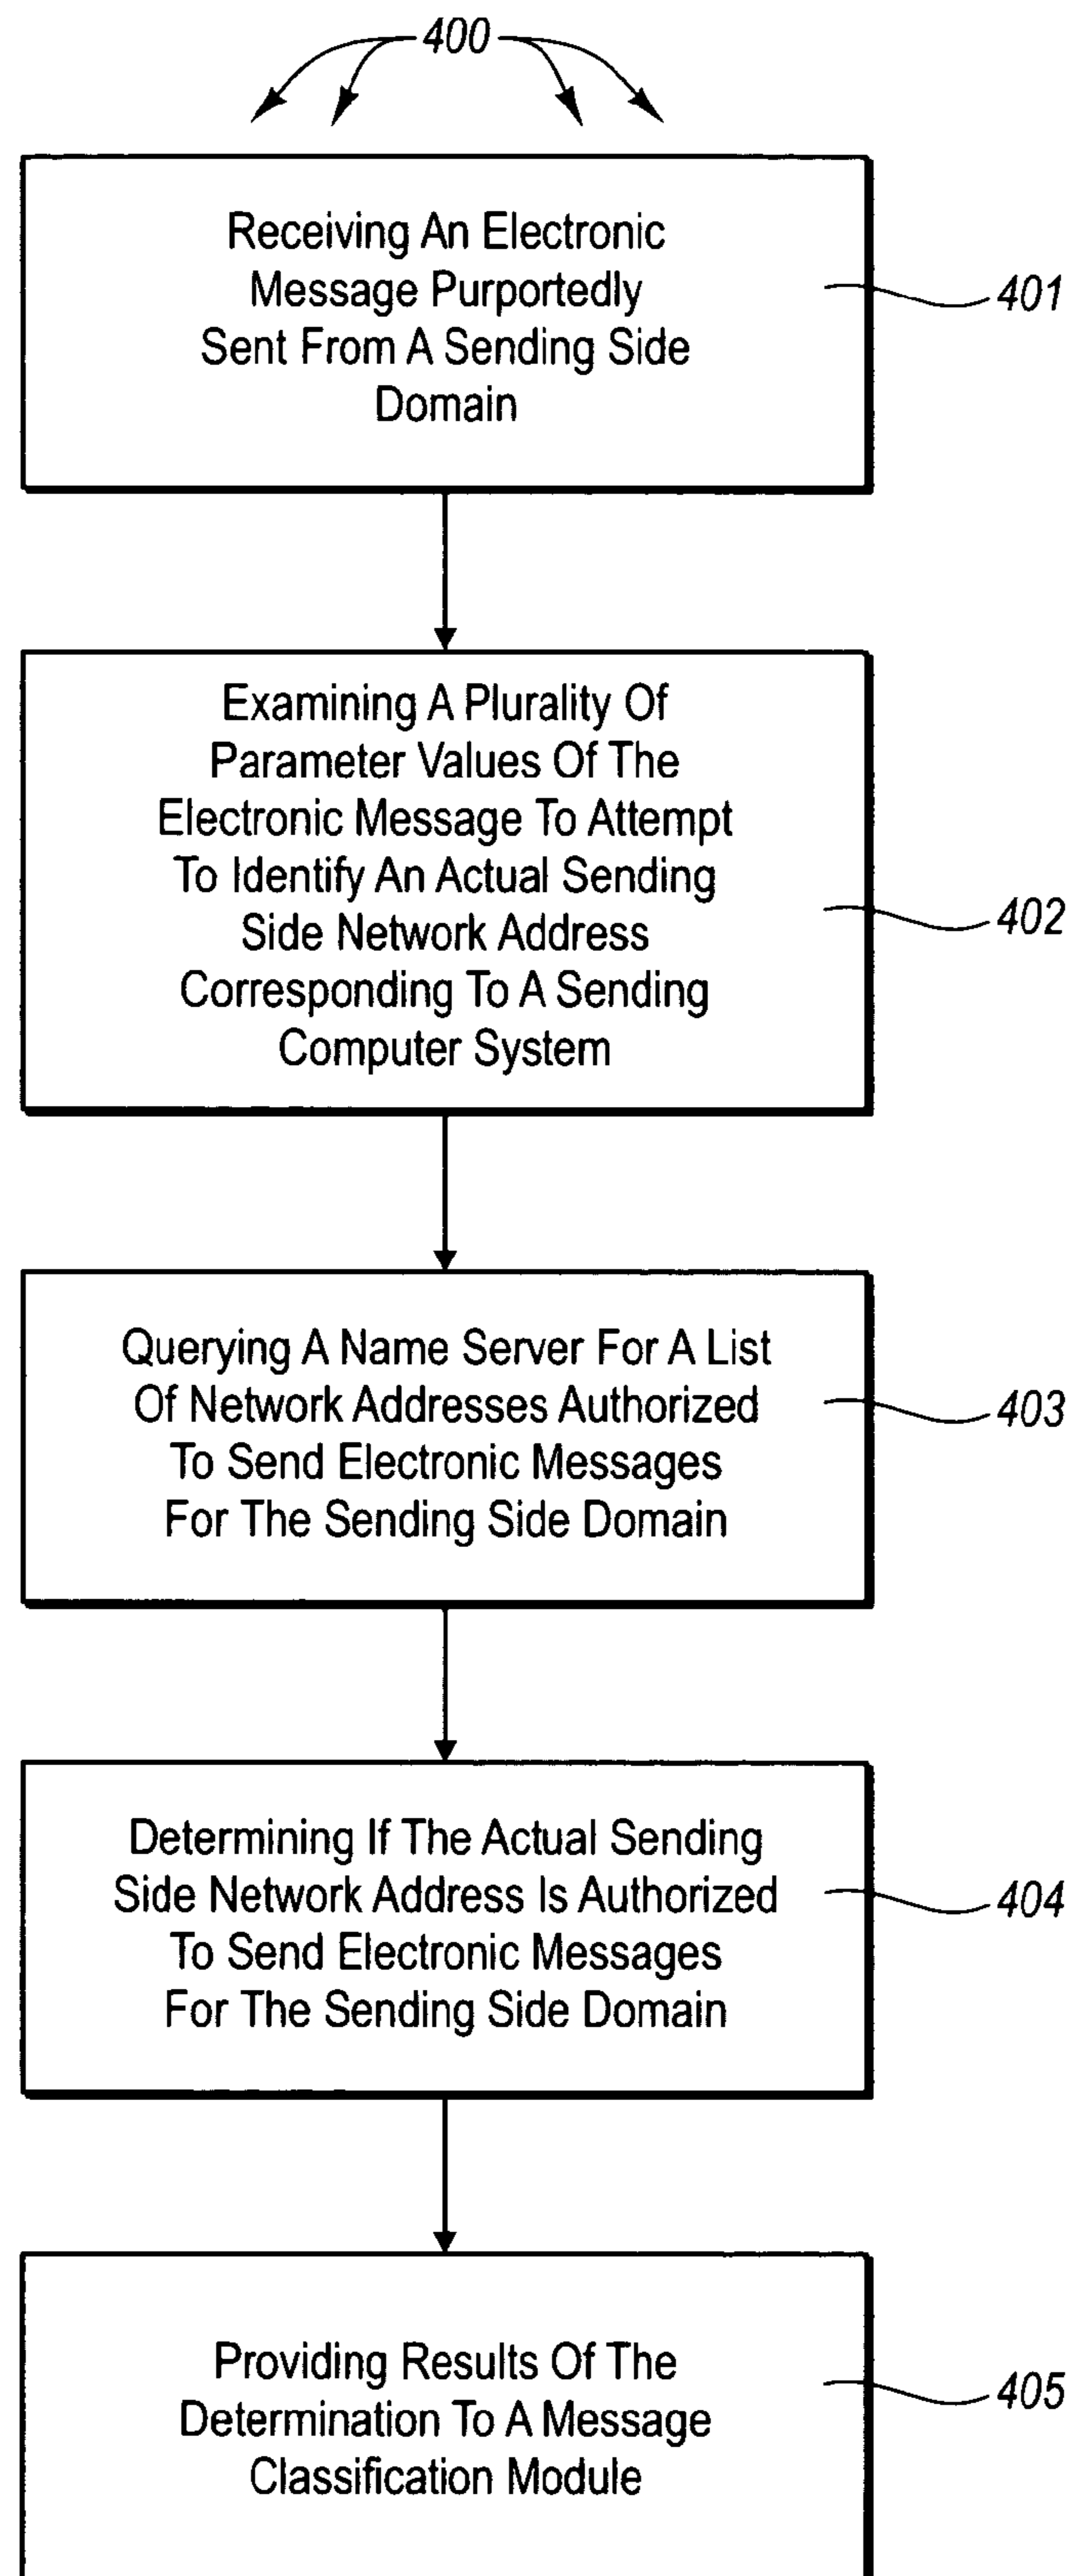 400
Receiving An Electronic
Message Purportedly
Sent From A Sending Side
Domain
401
Examining A Plurality Of
Parameter Values Of The
Electronic Message To Attempt
To Identify An Actual Sending
Side Network Address
Corresponding To A Sending
Computer System
402
Querying A Name Server For A List
Of Network Addresses Authorized
To Send Electronic Messages
For The Sending Side Domain
403
Determining If The Actual Sending
Side Network Address Is Authorized
To Send Electronic Messages
For The Sending Side Domain
404
Providing Results Of The
Determination To A Message
Classification Module
405